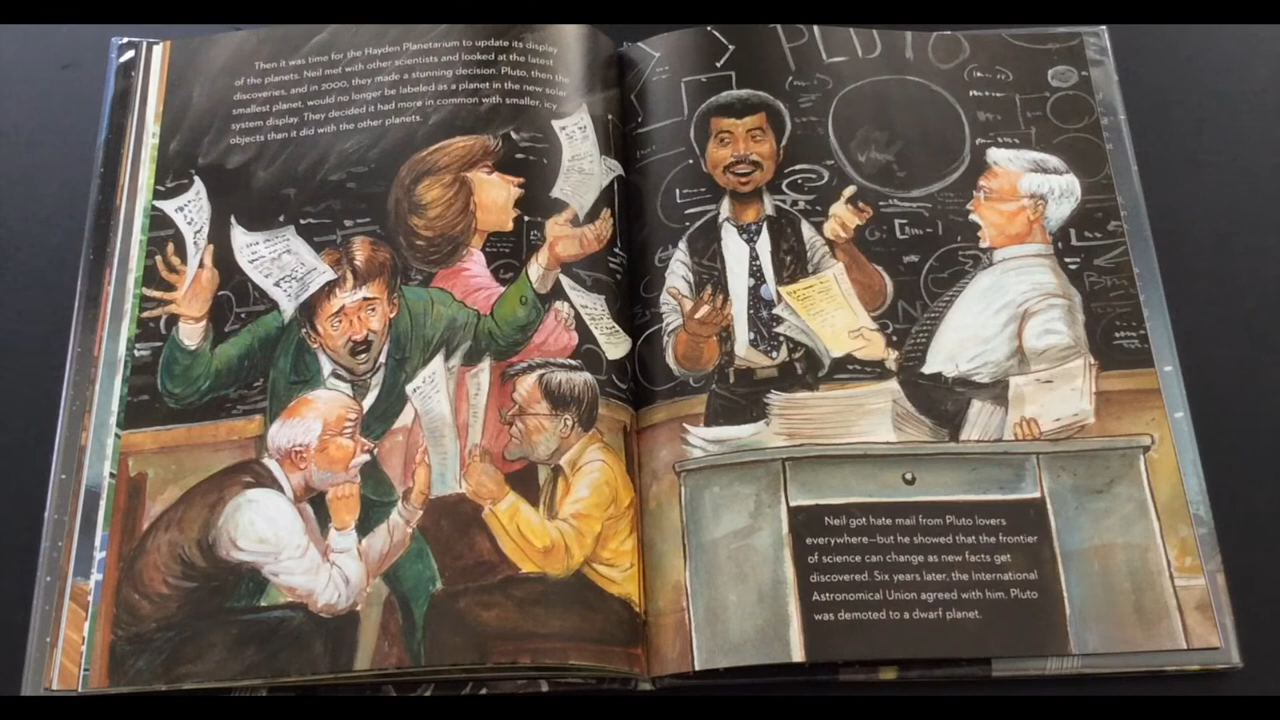 Then it was time for the Hayden Planetarium to update its display
of the planets. Neil met with other scientists and looked at the latest
discoveries, and in 2000, they made a stunning decision. Pluto, then the
smallest planet, would no longer be labeled as a planet in the new solar
system display. They decided it had more in common with smaller, icy
objects than it did with the other planets.
PLUTO
Neil got hate mail from Pluto lovers
everywhere—but he showed that the frontier
of science can change as new facts get
discovered. Six years later, the International
Astronomical Union agreed with him. Pluto
was demoted to a dwarf planet.